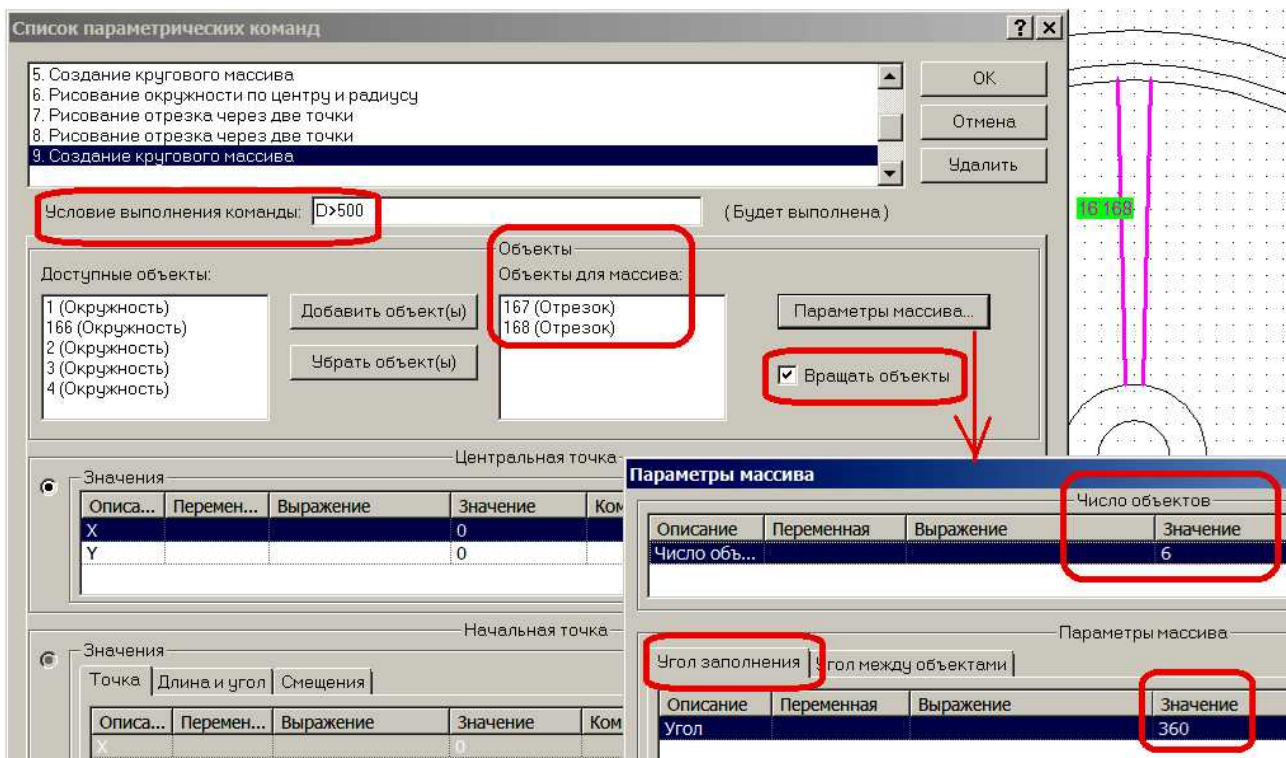 Список параметрических команд
5. Создание кругового массива
6. Рисование окружности по центру и радиусу
7. Рисование отрезка через две точки
8. Рисование отрезка через две точки
9. Создание кругового массива
OK
Отмена
Удалить
Условие выполнения команды: D>500 (Будет выполнена)
Объекты
Доступные объекты:
1 (Окружность)
166 (Окружность)
2 (Окружность)
3 (Окружность)
4 (Окружность)
Добавить объект(ы)
Убрать объект(ы)
Объекты для массива:
167 (Отрезок)
168 (Отрезок)
Параметры массива...
Вращать объекты
16 168
Центральная точка
Значения
Описа... Перемен... Выражение Значение Ком
X 0
Y 0
Начальная точка
Значения
Точка Длина и угол Смещения
Описа... Перемен... Выражение Значение Ком
X 0
Параметры массива
Число объектов
Описание Переменная Выражение Значение
Число объ... 6
Параметры массива
Угол заполнения Угол между объектами
Описание Переменная Выражение Значение
Угол 360